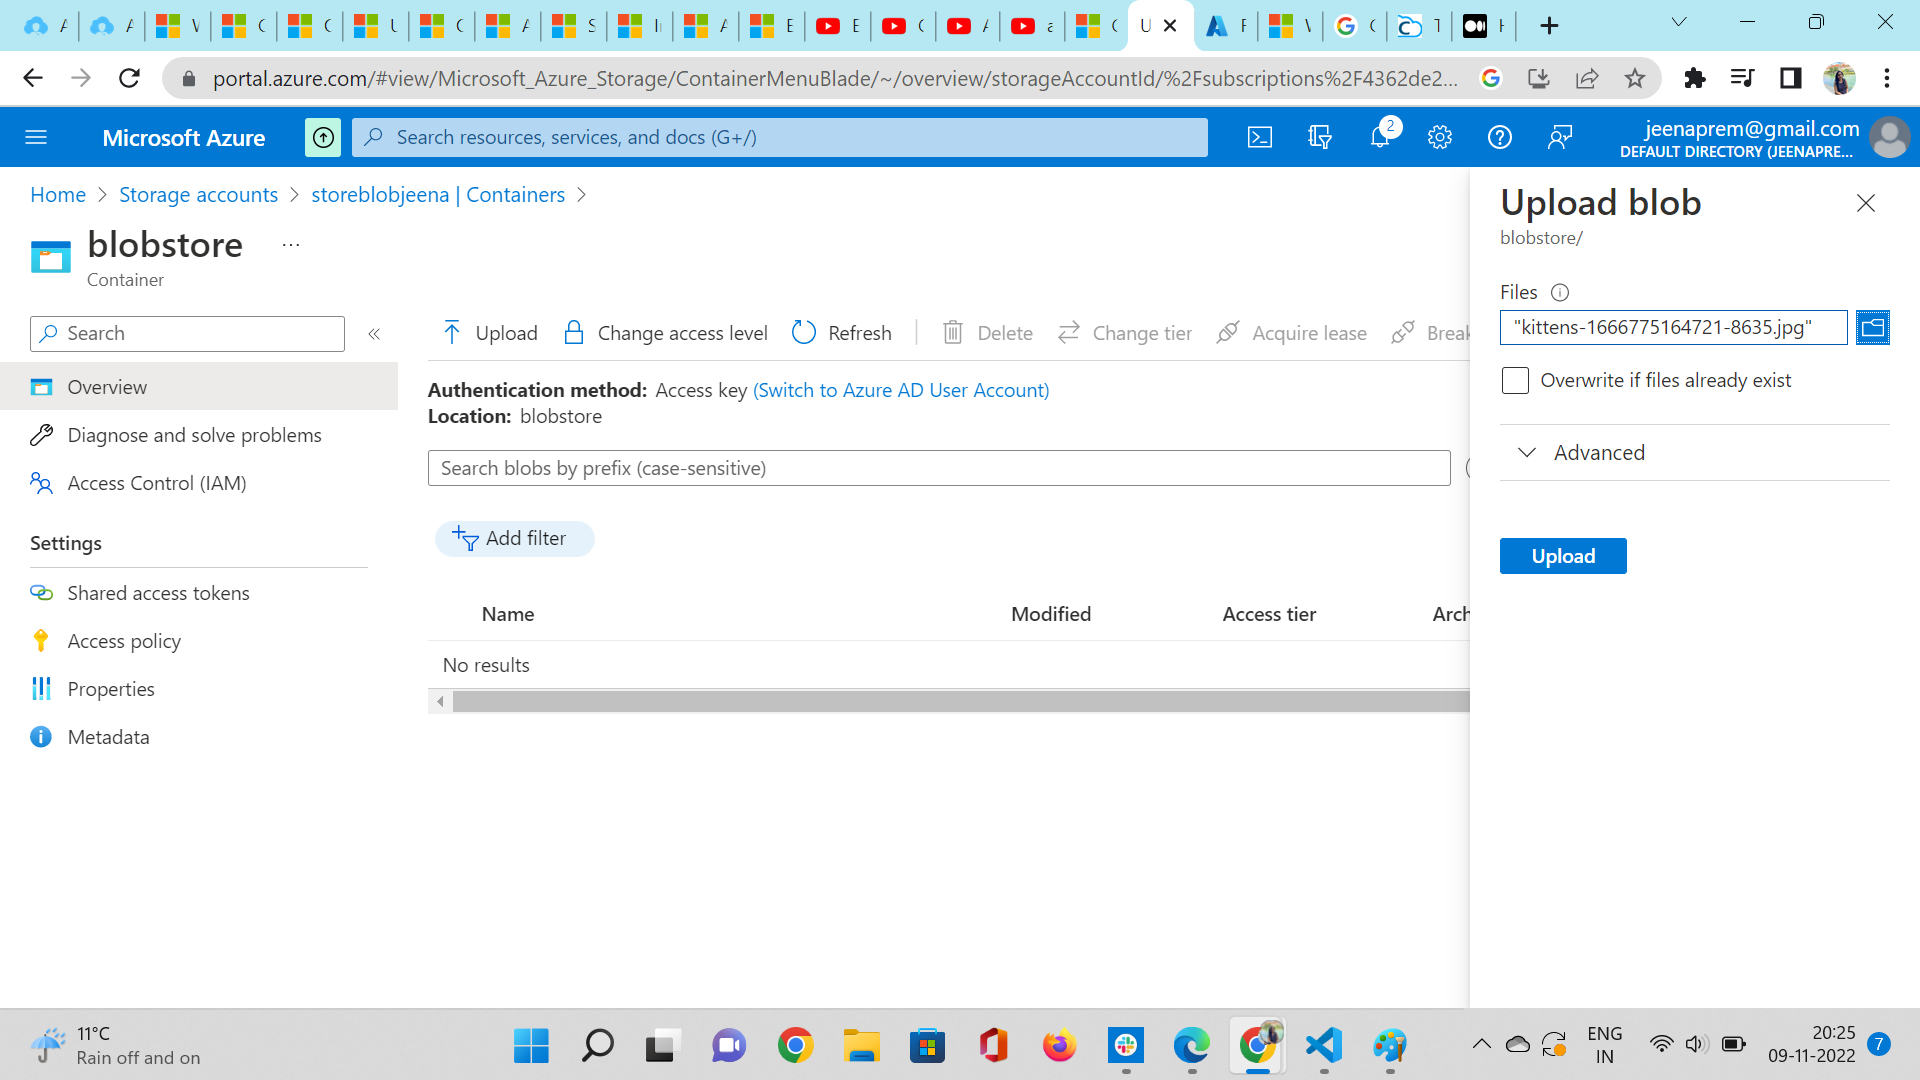 portal.azure.com/#view/Microsoft_Azure_Storage/ContainerMenuBlade/~/overview/storageAccountId/%2Fsubscriptions%2F4362de2...
Microsoft Azure
Search resources, services, and docs (G+/)
2
jeenaprem@gmail.com
DEFAULT DIRECTORY (JEENAPRE...
Home > Storage accounts > storeblobjeena | Containers >
blobstore ...
Container
Search
Overview
Diagnose and solve problems
Access Control (IAM)
Settings
Shared access tokens
Access policy
Properties
Metadata
Upload Change access level Refresh Delete Change tier Acquire lease Break
Authentication method: Access key (Switch to Azure AD User Account)
Location: blobstore
Search blobs by prefix (case-sensitive)
Add filter
Name Modified Access tier Arch
No results
Upload blob
blobstore/
Files
"kittens-1666775164721-8635.jpg"
Overwrite if files already exist
Advanced
Upload
11°C
Rain off and on
ENG
IN
20:25
09-11-2022
7